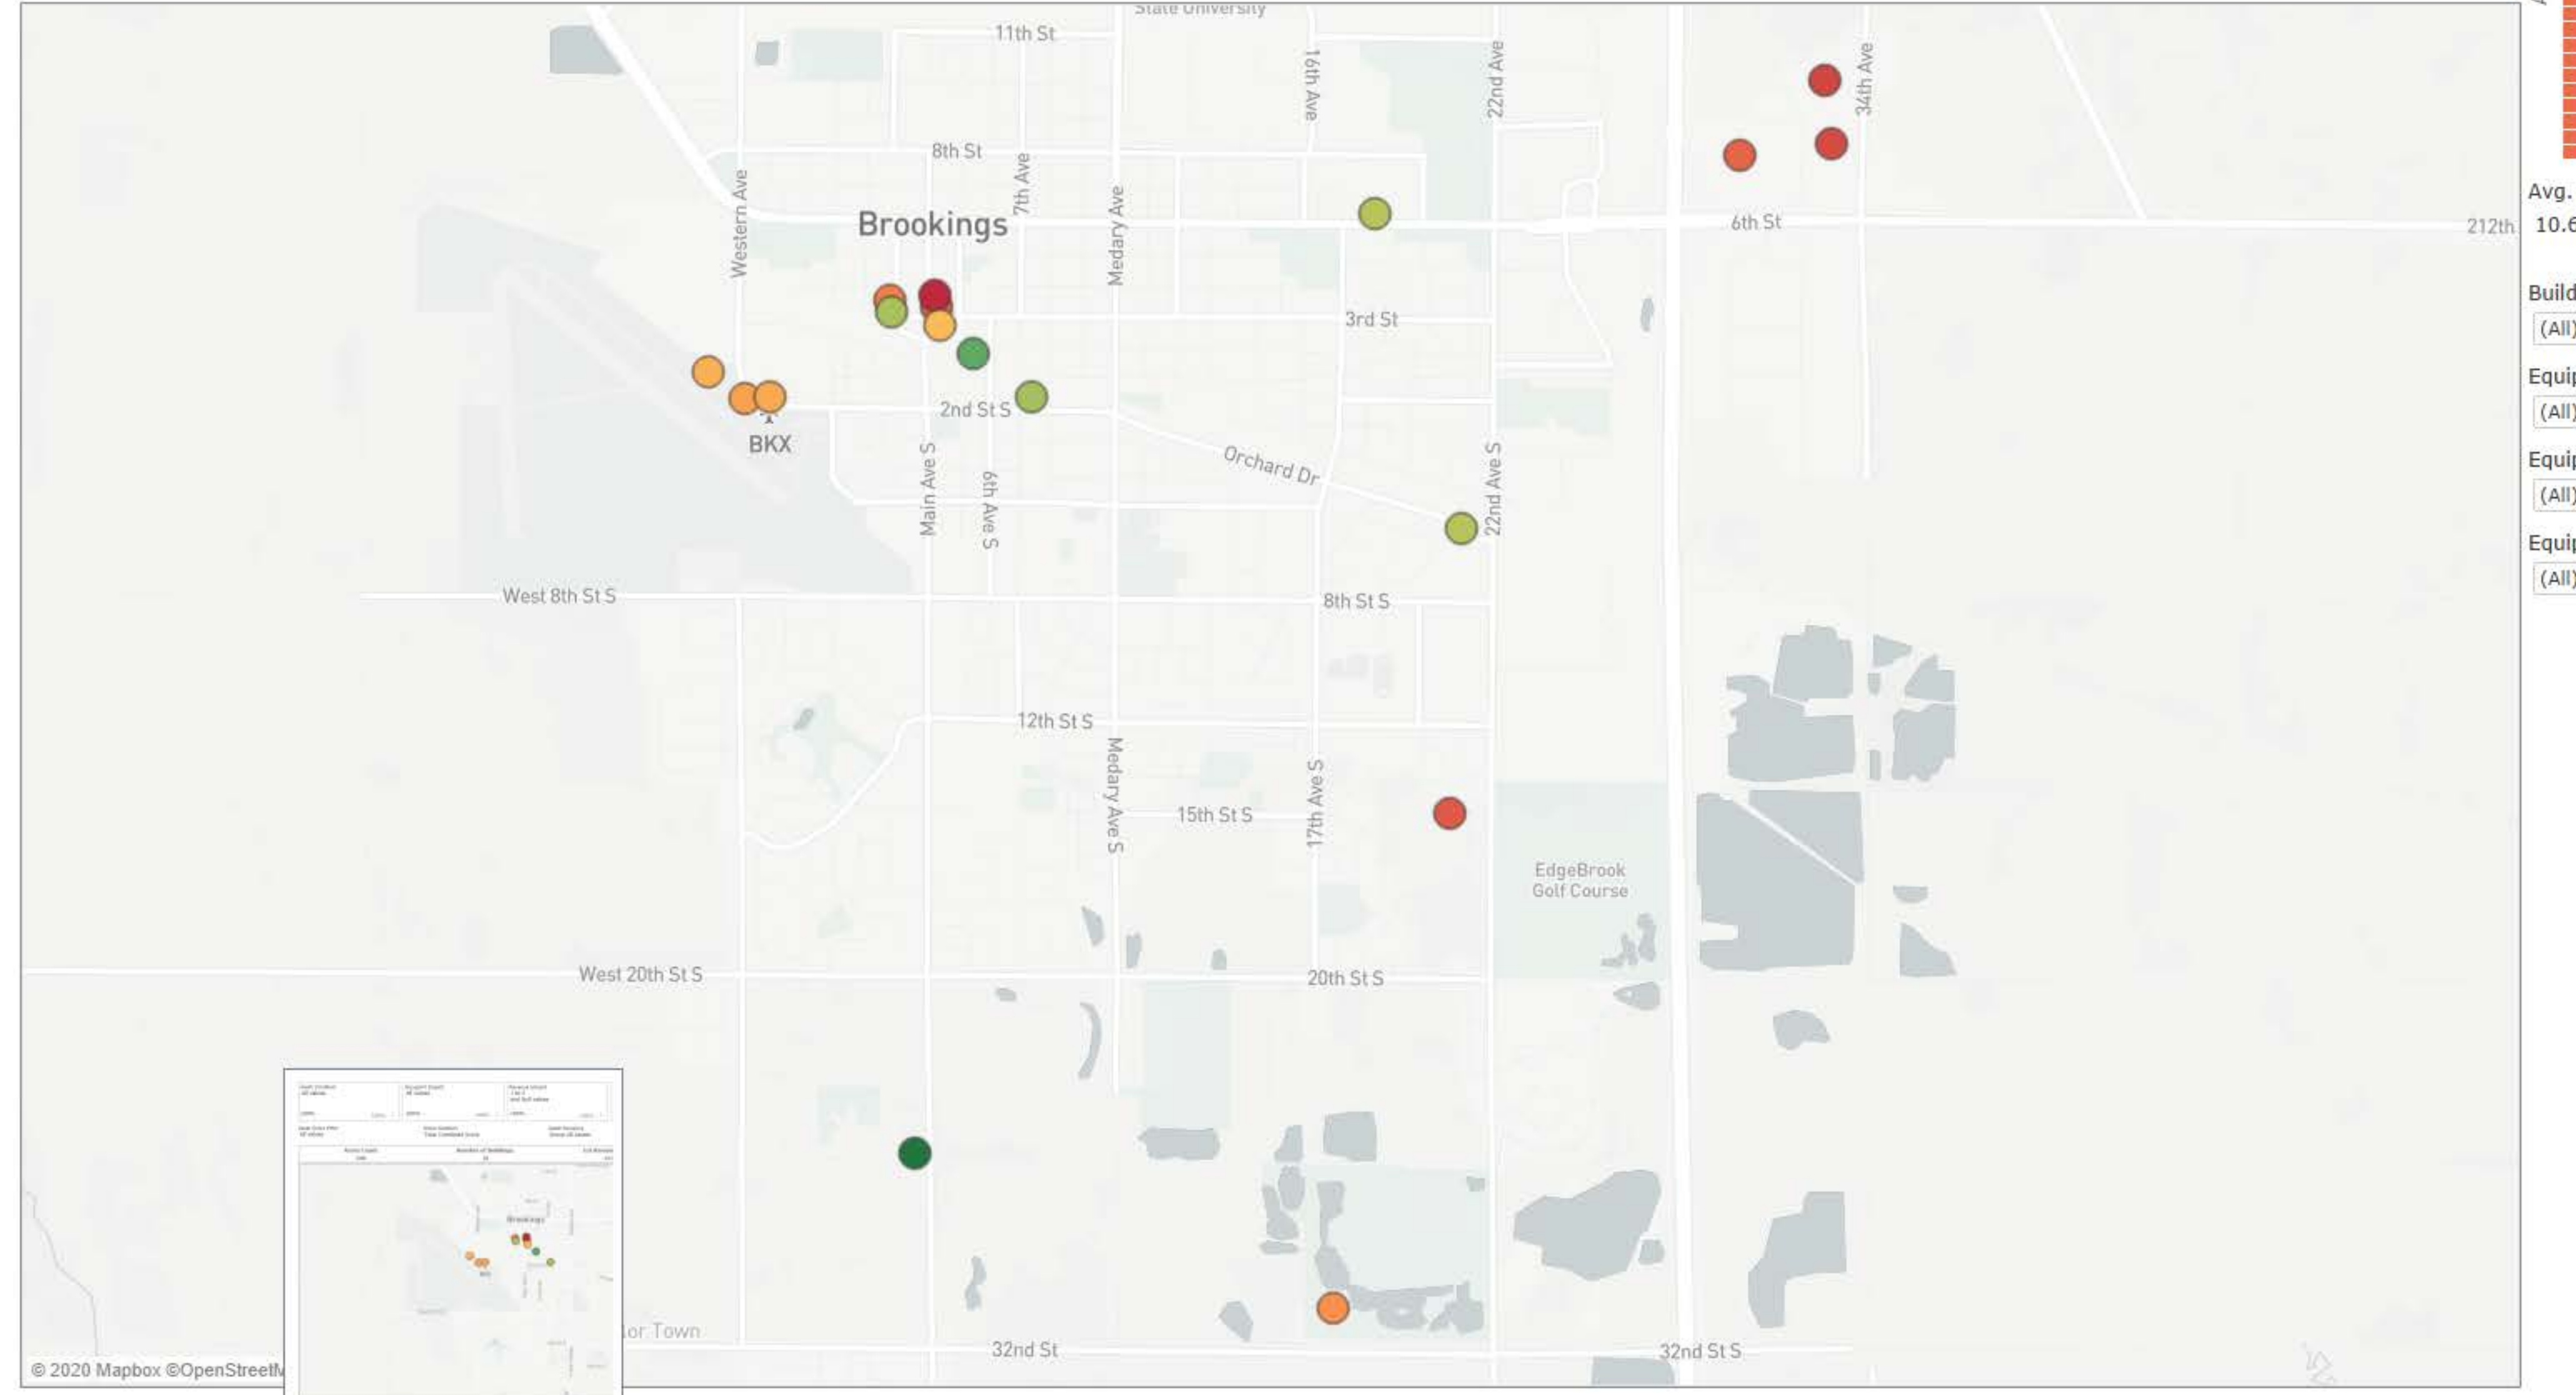 State University
11th St
16th Ave
22nd Ave
34th Ave
8th St
7th Ave
Western Ave
Medary Ave
Brookings
6th St
212th
3rd St
2nd St S
BKX
Orchard Dr
Main Ave S
6th Ave S
22nd Ave S
West 8th St S
8th St S
12th St S
Medary Ave S
15th St S
17th Ave S
EdgeBrook
Golf Course
West 20th St S
20th St S
lor Town
32nd St
32nd St S
© 2020 Mapbox ©OpenStreetM
Brookings
Avg.
10.6
Build
(All)
Equip
(All)
Equip
(All)
Equip
(All)